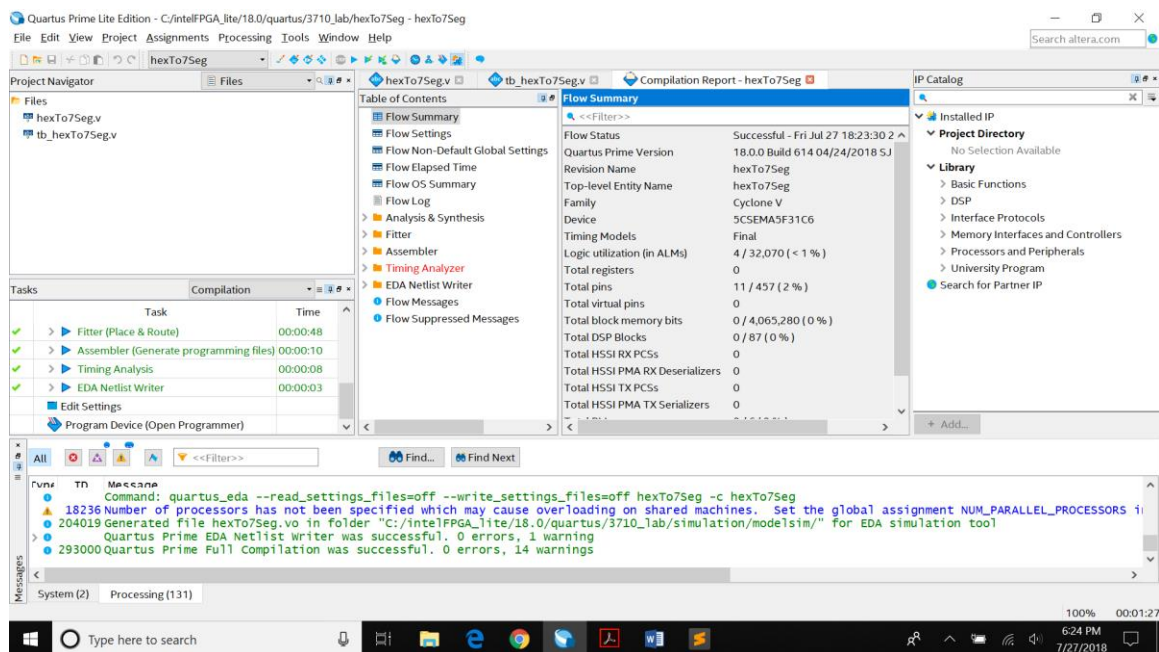 Quartus Prime Lite Edition - C:/intelFPGA_lite/18.0/quartus/3710_lab/hexTo7Seg - hexTo7Seg
File Edit View Project Assignments Processing Tools Window Help
Search altera.com
hexTo7Seg
Project Navigator
Files
Files
hexTo7Seg.v
tb_hexTo7Seg.v
Tasks
Compilation
Task Time
Fitter (Place & Route) 00:00:48
Assembler (Generate programming files) 00:00:10
Timing Analysis 00:00:08
EDA Netlist Writer 00:00:03
Edit Settings
Program Device (Open Programmer)
hexTo7Seg.v
tb_hexTo7Seg.v
Compilation Report - hexTo7Seg
Table of Contents
Flow Summary
Flow Settings
Flow Non-Default Global Settings
Flow Elapsed Time
Flow OS Summary
Flow Log
Analysis & Synthesis
Fitter
Assembler
Timing Analyzer
EDA Netlist Writer
Flow Messages
Flow Suppressed Messages
Flow Summary
<<Filter>>
Flow Status Successful - Fri Jul 27 18:23:30 2
Quartus Prime Version 18.0.0 Build 614 04/24/2018 SJ
Revision Name hexTo7Seg
Top-level Entity Name hexTo7Seg
Family Cyclone V
Device 5CSEMA5F31C6
Timing Models Final
Logic utilization (in ALMs) 4 / 32,070 ( < 1 % )
Total registers 0
Total pins 11 / 457 ( 2 % )
Total virtual pins 0
Total block memory bits 0 / 4,065,280 ( 0 % )
Total DSP Blocks 0 / 87 ( 0 % )
Total HSSI RX PCSs 0
Total HSSI PMA RX Deserializers 0
Total HSSI TX PCSs 0
Total HSSI PMA TX Serializers 0
IP Catalog
Installed IP
Project Directory
No Selection Available
Library
Basic Functions
DSP
Interface Protocols
Memory Interfaces and Controllers
Processors and Peripherals
University Program
Search for Partner IP
+ Add...
All
<<Filter>>
Find...
Find Next
Type ID Message
Command: quartus_eda --read_settings_files=off --write_settings_files=off hexTo7Seg -c hexTo7Seg
18236 Number of processors has not been specified which may cause overloading on shared machines. Set the global assignment NUM_PARALLEL_PROCESSORS
204019 Generated file hexTo7Seg.vo in folder "C:/intelFPGA_lite/18.0/quartus/3710_lab/simulation/modelsim/" for EDA simulation tool
Quartus Prime EDA Netlist Writer was successful. 0 errors, 1 warning
293000 Quartus Prime Full Compilation was successful. 0 errors, 14 warnings
Messages
System (2) Processing (131)
100% 00:01:27
Type here to search
6:24 PM
7/27/2018